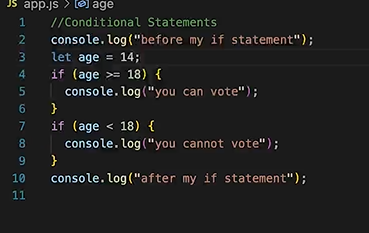 JS app.js > age
1 //Conditional Statements
2 console.log("before my if statement");
3 let age = 14;
4 if (age >= 18) {
5   console.log("you can vote");
6 }
7 if (age < 18) {
8   console.log("you cannot vote");
9 }
10 console.log("after my if statement");
11